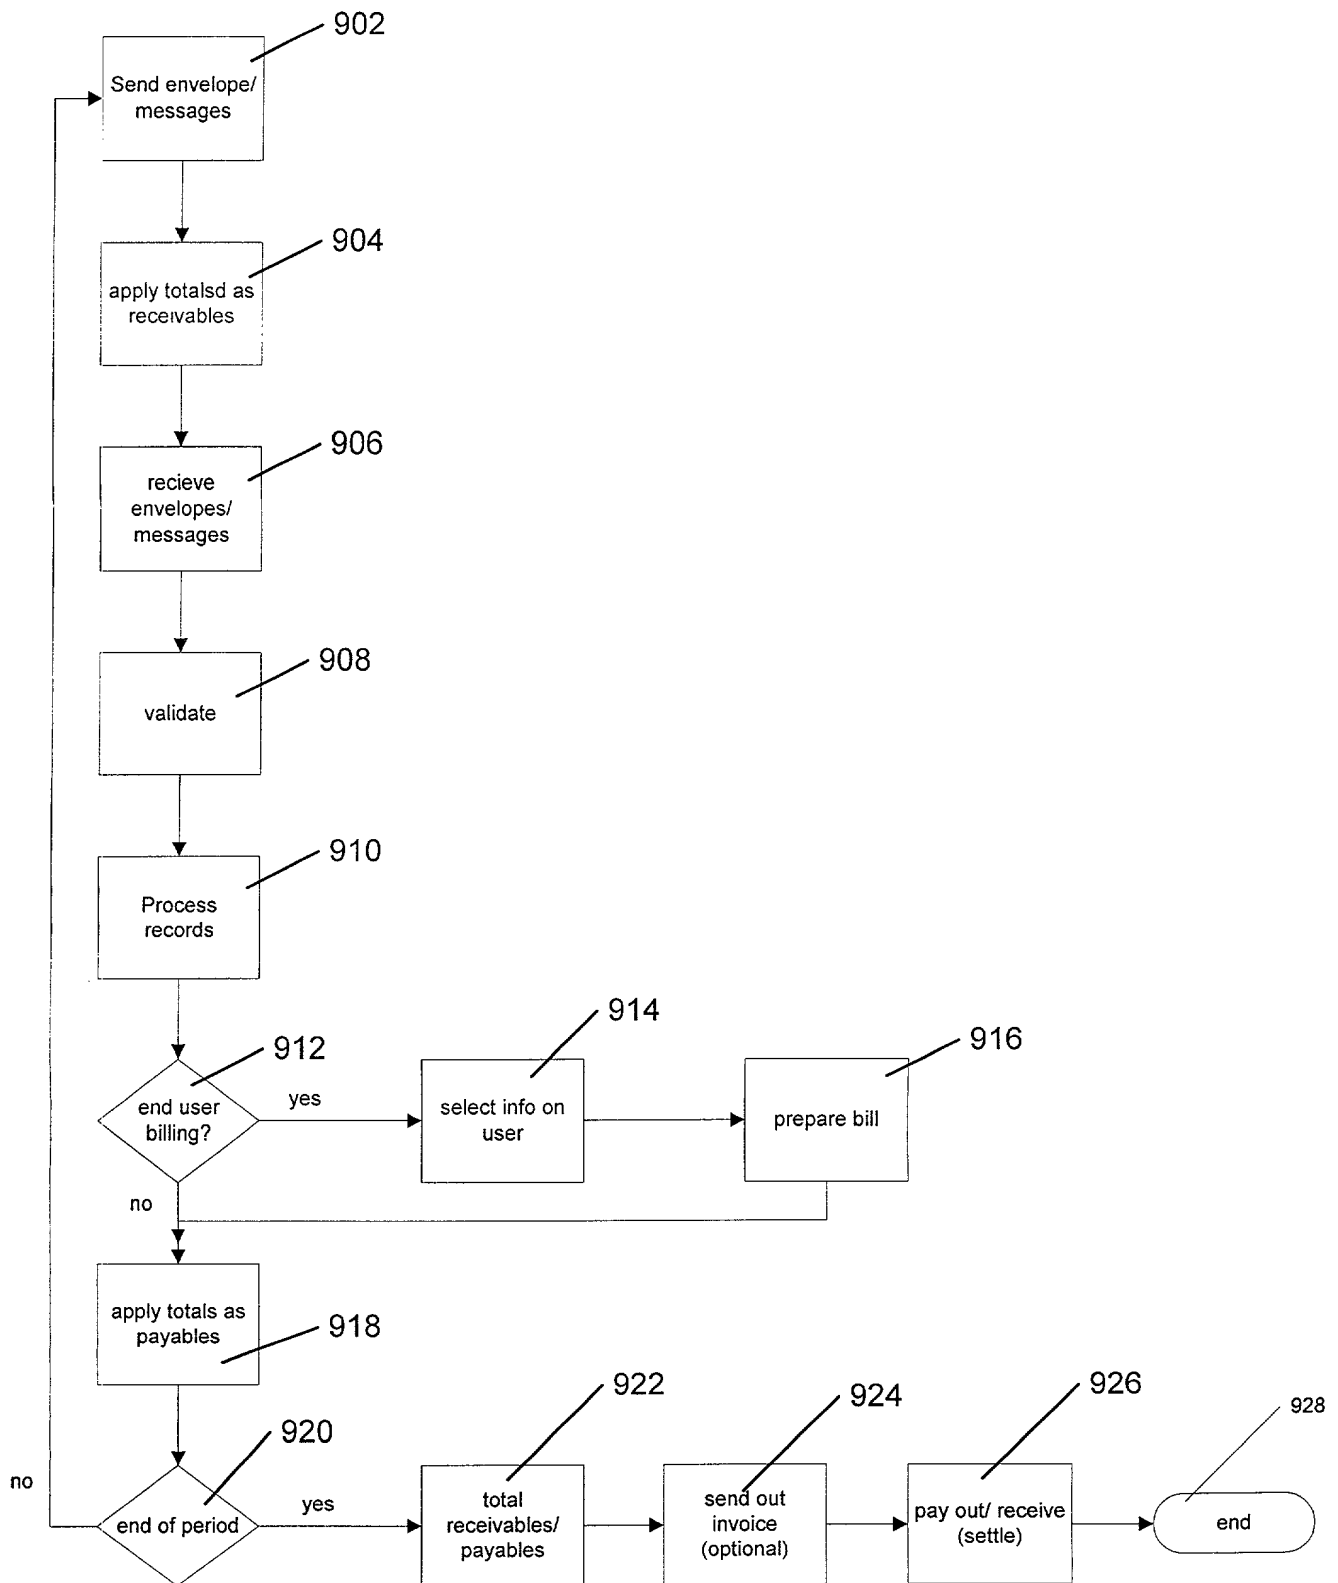 902
Send envelope/
messages
904
apply totalsd as
receivables
906
recieve
envelopes/
messages
908
validate
910
Process
records
912
end user
billing?
yes
914
select info on
user
916
prepare bill
no
apply totals as
payables
918
920
end of period
no
yes
922
total
receivables/
payables
924
send out
invoice
(optional)
926
pay out/ receive
(settle)
928
end